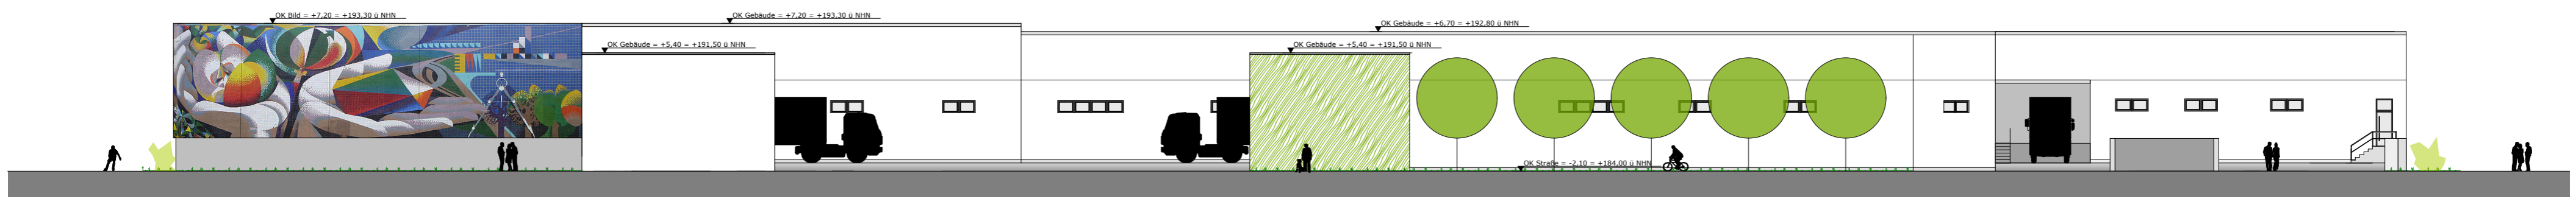 OK Bild = +7,20 = +193,30 ü NHN
OK Gebäude = +7,20 = +193,30 ü NHN
OK Gebäude = +6,70 = +192,80 ü NHN
OK Gebäude = +5,40 = +191,50 ü NHN
OK Gebäude = +5,40 = +191,50 ü NHN
OK Straße = -2,10 = +184,00 ü NHN